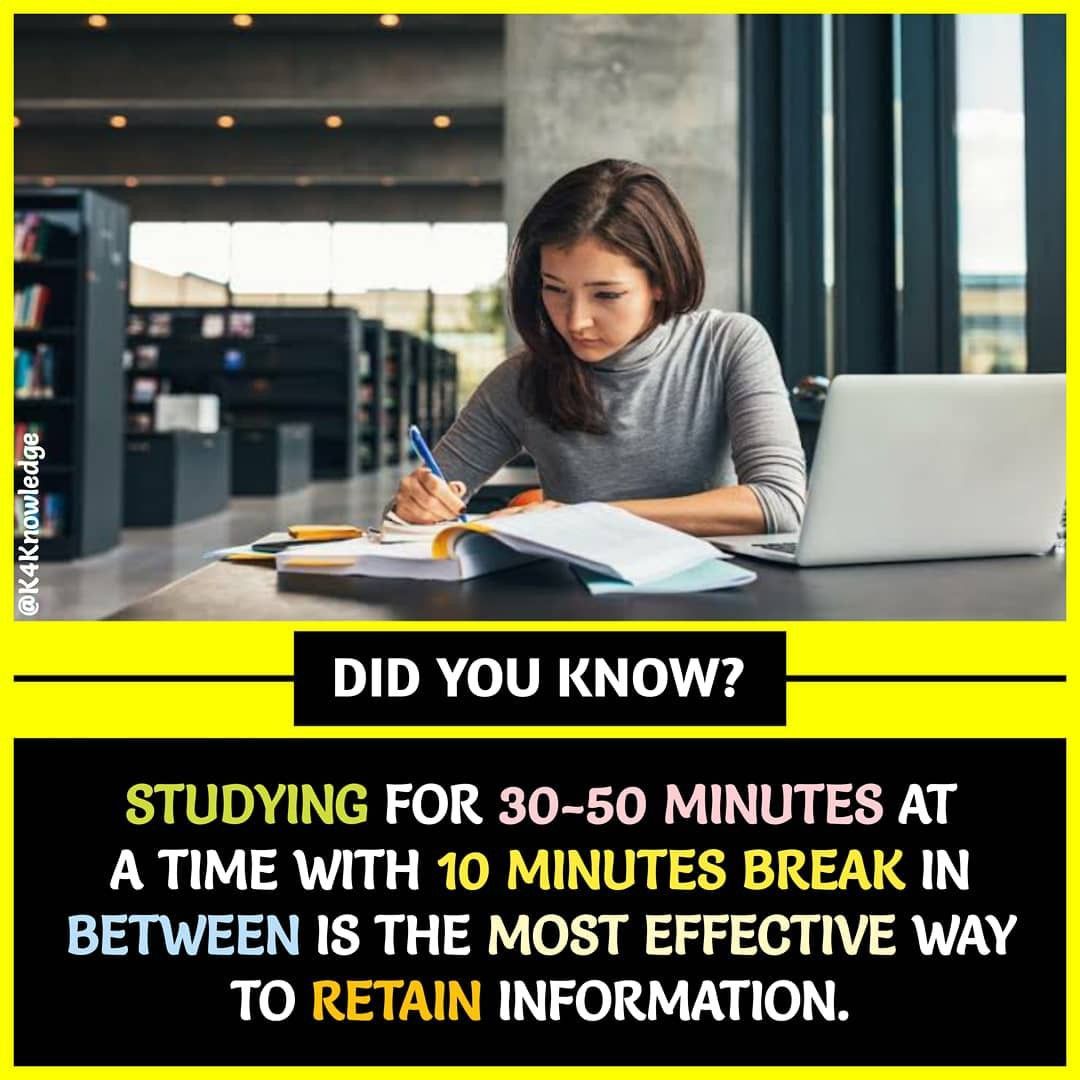 @K4Knowledge
DID YOU KNOW?
STUDYING FOR 30~50 MINUTES AT
A TIME WITH 10 MINUTES BREAK IN
BETWEEN IS THE MOST EFFECTIVE WAY
TO RETAIN INFORMATION.